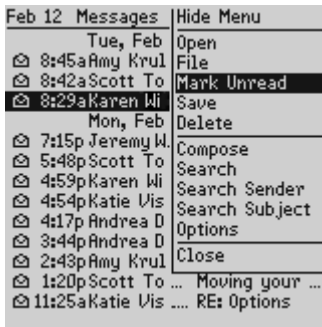 Feb 12 Messages
Tue, Feb
8:45a Amy Krul
8:42a Scott To
8:29a Karen Wi
Mon, Feb
7:15p Jeremy W.
5:48p Scott To
4:59p Karen Wi
4:54p Katie Vis
4:17p Andrea D
3:44p Andrea D
2:43p Amy Krul
1:20p Scott To ... Moving your ...
11:25a Katie Vis .... RE: Options
Hide Menu
Open
File
Mark Unread
Save
Delete
Compose
Search
Search Sender
Search Subject
Options
Close